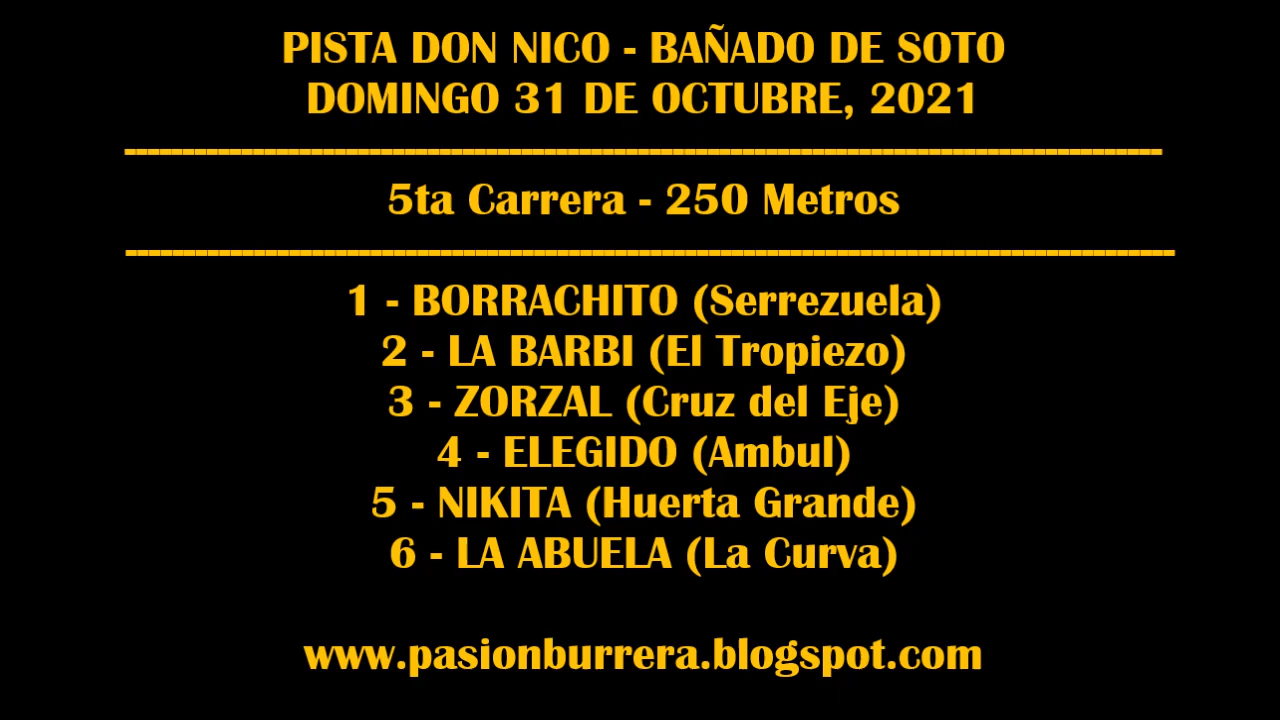 PISTA DON NICO - BAÑADO DE SOTO
DOMINGO 31 DE OCTUBRE, 2021
5ta Carrera - 250 Metros
1 - BORRACHITO (Serrezuela)
2 - LA BARBI (El Tropiezo)
3 - ZORZAL (Cruz del Eje)
4 - ELEGIDO (Ambul)
5 - NIKITA (Huerta Grande)
6 - LA ABUELA (La Curva)
www.pasionburrera.blogspot.com